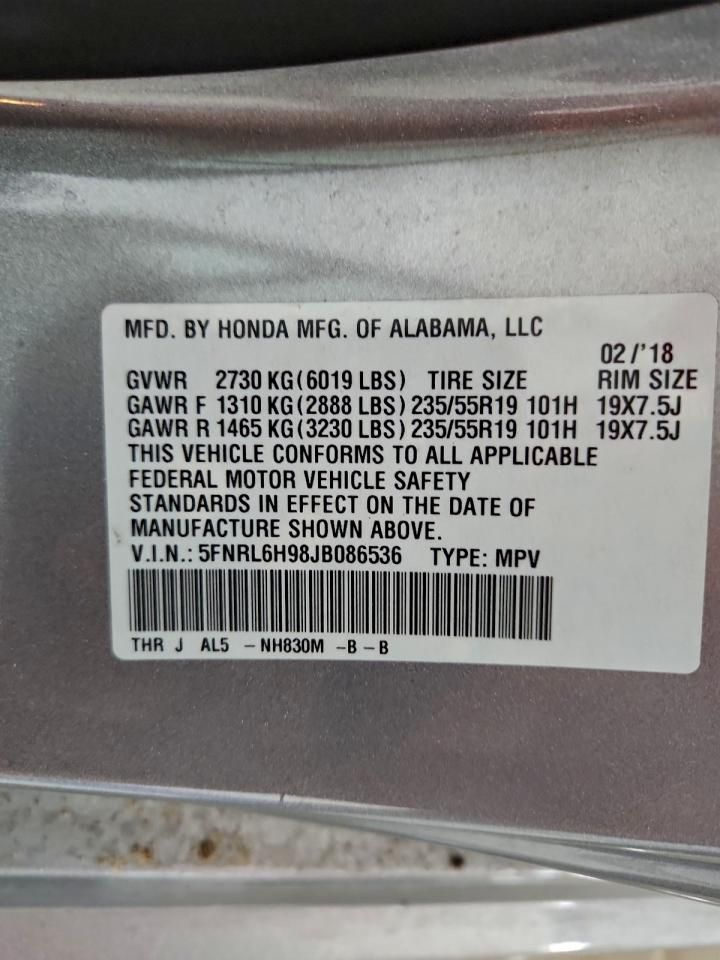 MFD. BY HONDA MFG. OF ALABAMA, LLC
02/'18
GVWR 2730 KG(6019 LBS) TIRE SIZE RIM SIZE
GAWR F 1310 KG(2888 LBS) 235/55R19 101H 19X7.5J
GAWR R 1465 KG(3230 LBS) 235/55R19 101H 19X7.5J
THIS VEHICLE CONFORMS TO ALL APPLICABLE
FEDERAL MOTOR VEHICLE SAFETY
STANDARDS IN EFFECT ON THE DATE OF
MANUFACTURE SHOWN ABOVE.
V.I.N.: 5FNRL6H98JB086536 TYPE: MPV
THR J AL5 -NH830M -B-B